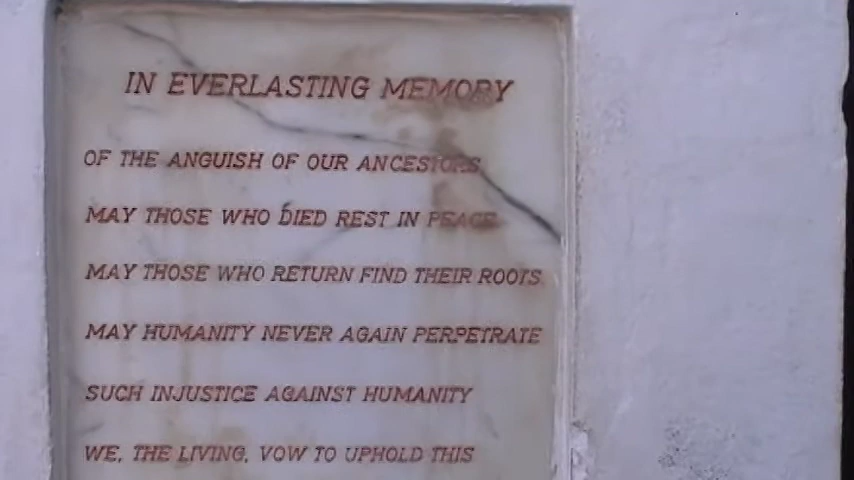 IN EVERLASTING MEMORY
OF THE ANGUISH OF OUR ANCESTORS
MAY THOSE WHO DIED REST IN PEACE
MAY THOSE WHO RETURN FIND THEIR ROOTS
MAY HUMANITY NEVER AGAIN PERPETRATE
SUCH INJUSTICE AGAINST HUMANITY
WE, THE LIVING, VOW TO UPHOLD THIS